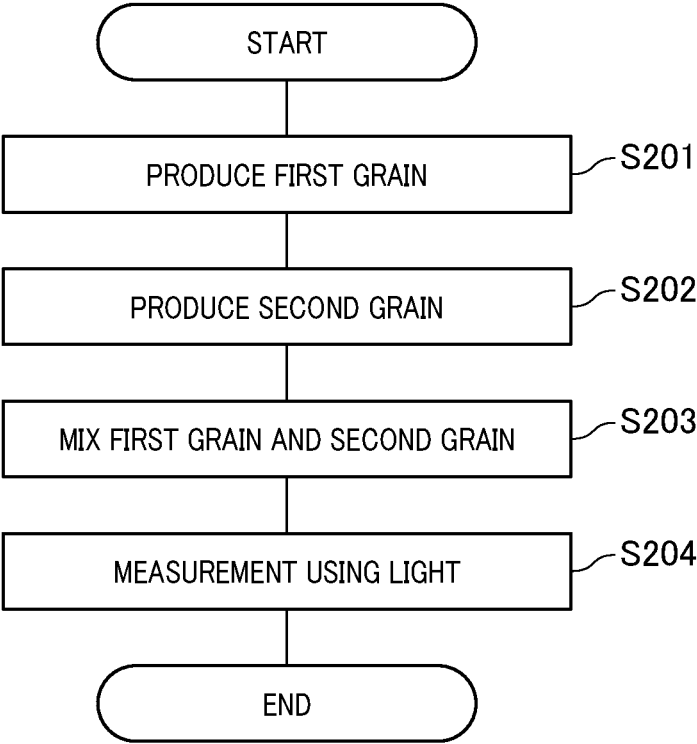 START
PRODUCE FIRST GRAIN
S201
PRODUCE SECOND GRAIN
S202
MIX FIRST GRAIN AND SECOND GRAIN
S203
MEASUREMENT USING LIGHT
S204
END